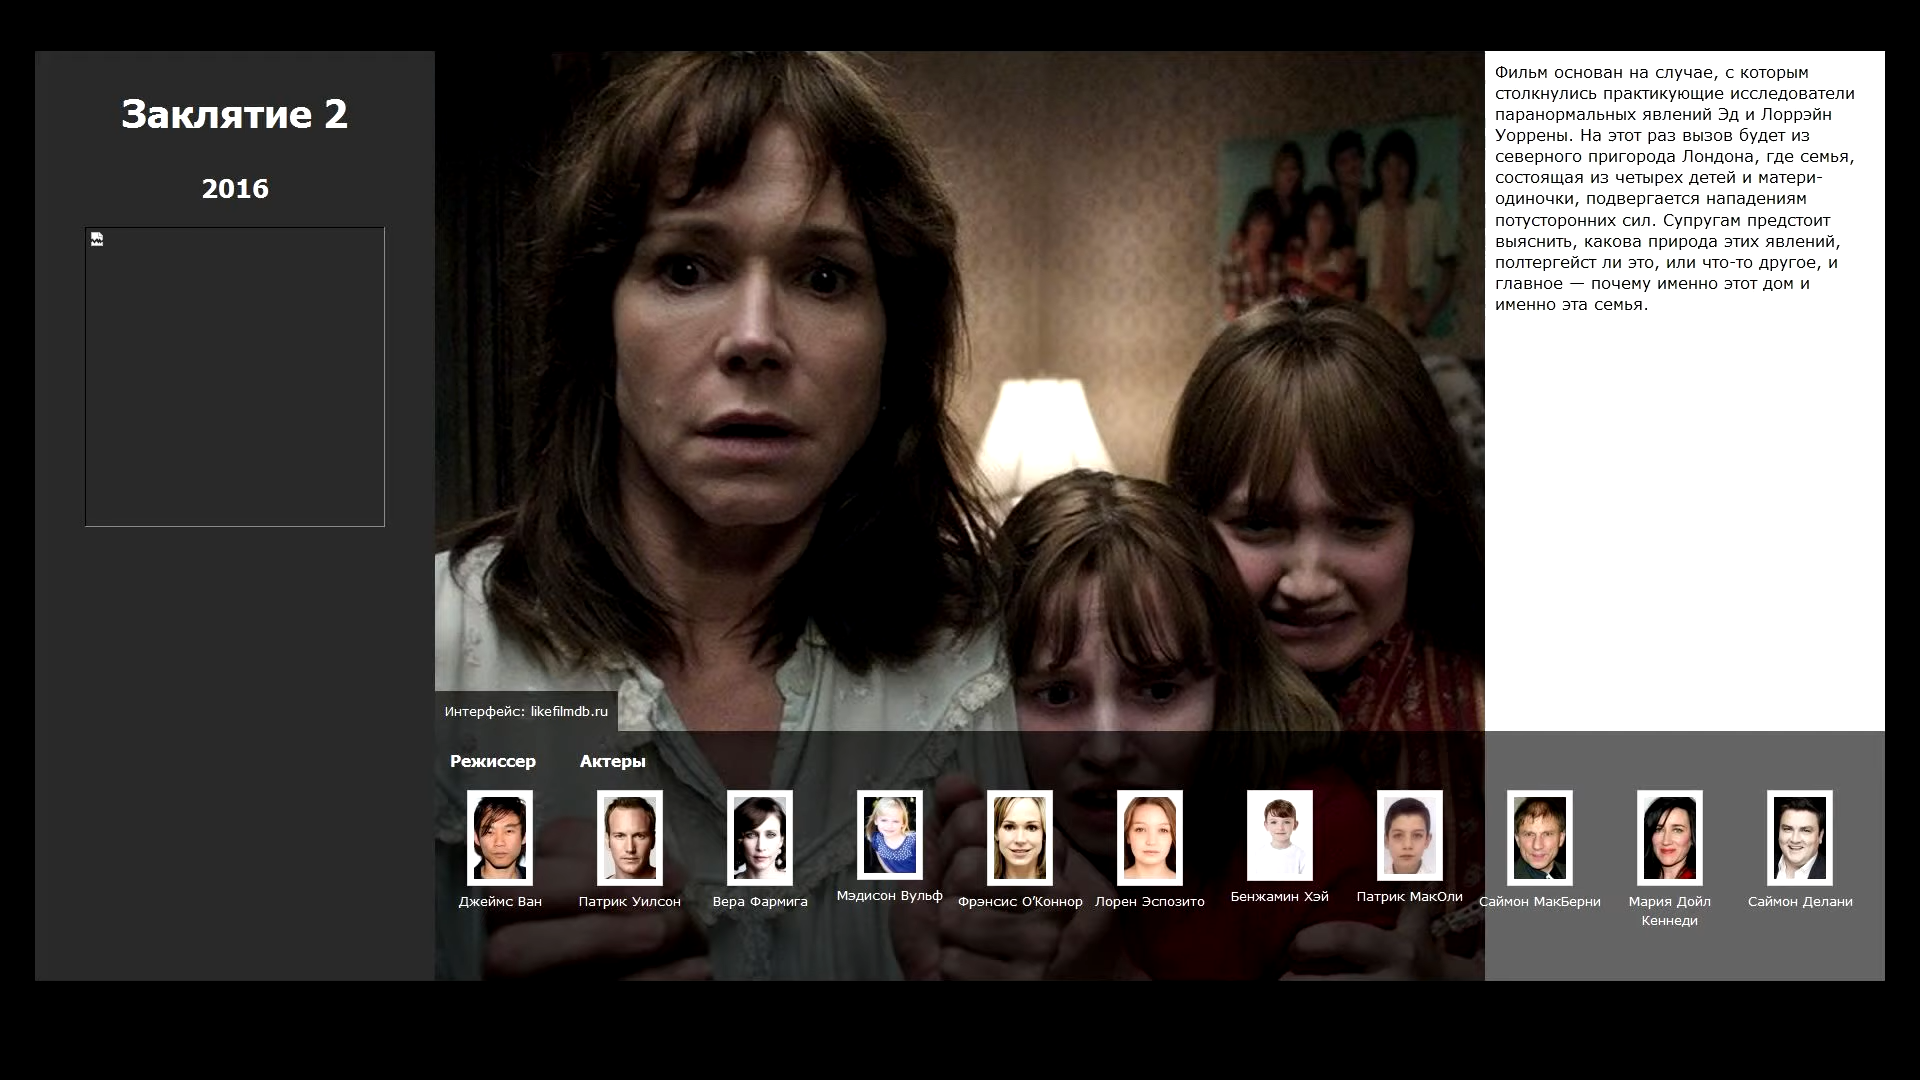 Заклятие 2
2016
Фильм основан на случае, с которым
столкнулись практикующие исследователи
паранормальных явлений Эд и Лоррэйн
Уоррены. На этот раз вызов будет из
северного пригорода Лондона, где семья,
состоящая из четырех детей и матери-
одиночки, подвергается нападениям
потусторонних сил. Супругам предстоит
выяснить, какова природа этих явлений,
полтергейст ли это, или что-то другое, и
главное — почему именно этот дом и
именно эта семья.
Интерфейс: likefilmdb.ru
Режиссер
Актеры
Джеймс Ван
Патрик Уилсон
Вера Фармига
Мэдисон Вульф
Фрэнсис О’Коннор
Лорен Эспозито
Бенжамин Хэй
Патрик МакОли
Саймон МакБерни
Мария Дойл
Кеннеди
Саймон Делани